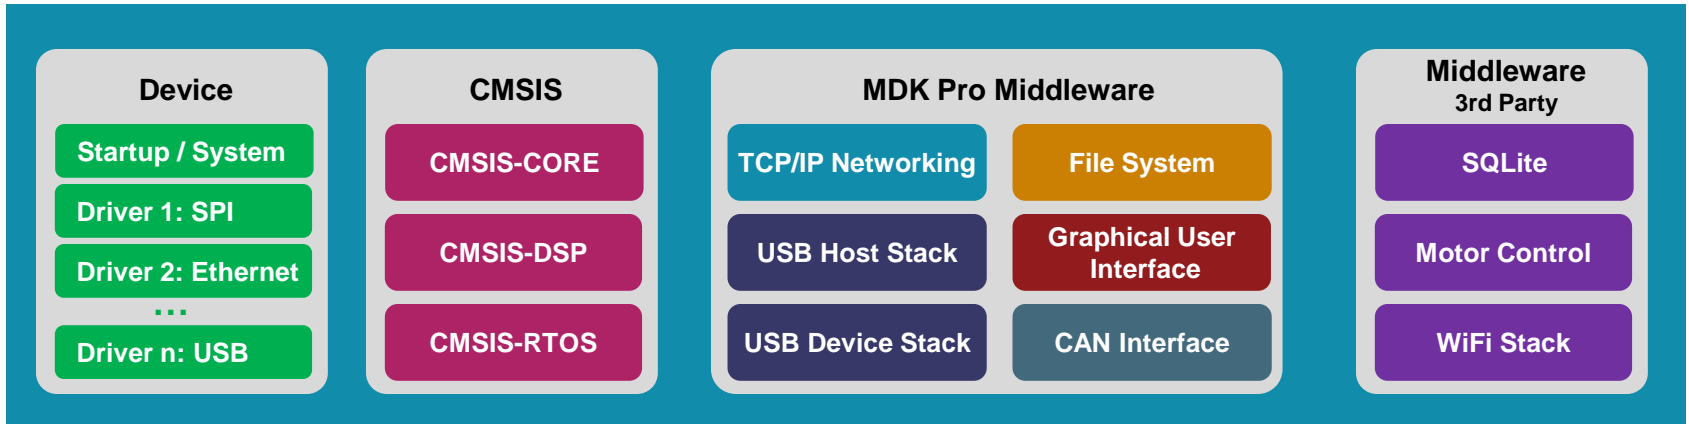 Device
Startup / System
Driver 1: SPI
Driver 2: Ethernet
...
Driver n: USB
CMSIS
CMSIS-CORE
CMSIS-DSP
CMSIS-RTOS
MDK Pro Middleware
TCP/IP Networking
File System
USB Host Stack
Graphical User
Interface
USB Device Stack
CAN Interface
Middleware
3rd Party
SQLite
Motor Control
WiFi Stack